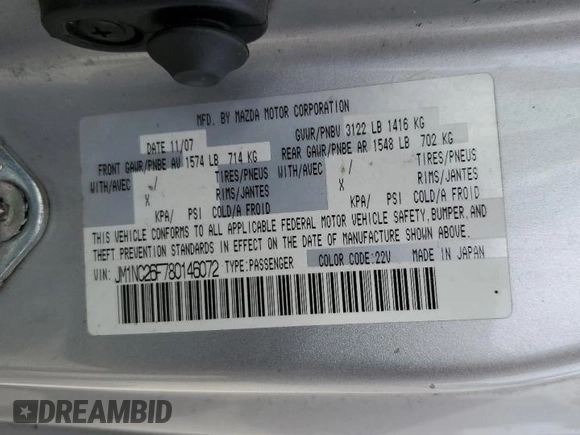 MFD. BY MAZDA MOTOR CORPORATION
DATE 11/07 GVWR/PNBV 3122 LB 1416 KG
FRONT GAWR/PNBE AV 1574 LB 714 KG REAR GAWR/PNBE AR 1548 LB 702 KG
WITH/AVEC / TIRES/PNEUS WITH/AVEC / TIRES/PNEUS
X RIMS/JANTES X RIMS/JANTES
KPA/ PSI COLD/A FROID KPA/ PSI COLD/A FROID
THIS VEHICLE CONFORMS TO ALL APPLICABLE FEDERAL MOTOR VEHICLE SAFETY, BUMPER, AND
THEFT PREVENTION STANDARDS IN EFFECT ON THE DATE OF MANUFACTURE SHOWN ABOVE.
VIN: JM1NC26F780146072 TYPE:PASSENGER COLOR CODE:22V MADE IN JAPAN
DREAMBID